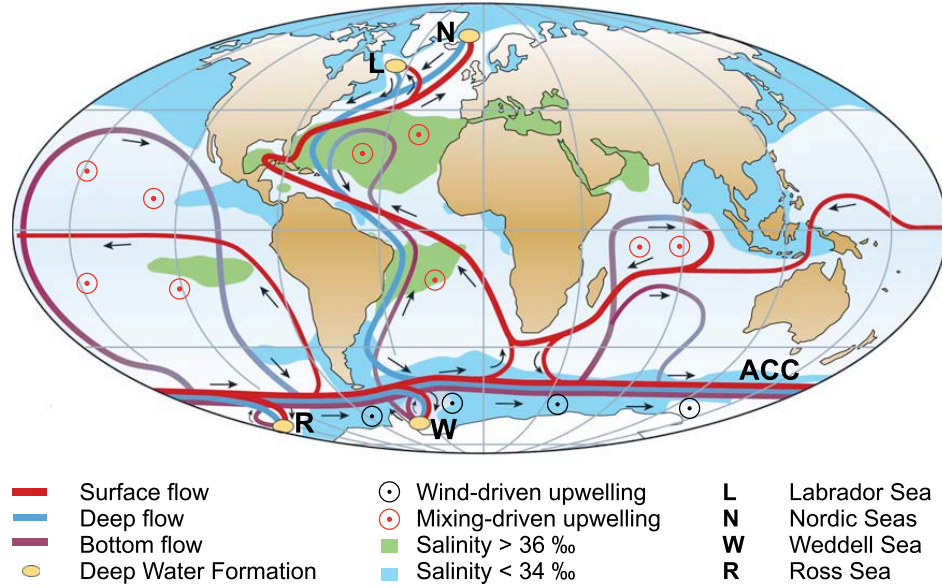 N
L
ACC
R
W
Surface flow
Deep flow
Bottom flow
Deep Water Formation
Wind-driven upwelling
Mixing-driven upwelling
Salinity > 36 ‰
Salinity < 34 ‰
L Labrador Sea
N Nordic Seas
W Weddell Sea
R Ross Sea